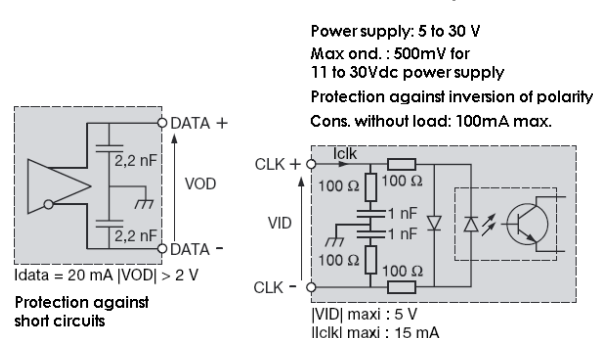 Power supply: 5 to 30 V
Max ond. : 500mV for
11 to 30Vdc power supply
Protection against inversion of polarity
Cons. without load: 100mA max.
DATA +
2,2 nF
VOD
2,2 nF
DATA -
Idata = 20 mA |VOD| > 2 V
Protection against
short circuits
Iclk
CLK +
100 Ω
100 Ω
1 nF
VID
1 nF
100 Ω
100 Ω
CLK -
|VID| maxi : 5 V
|Iclk| maxi : 15 mA